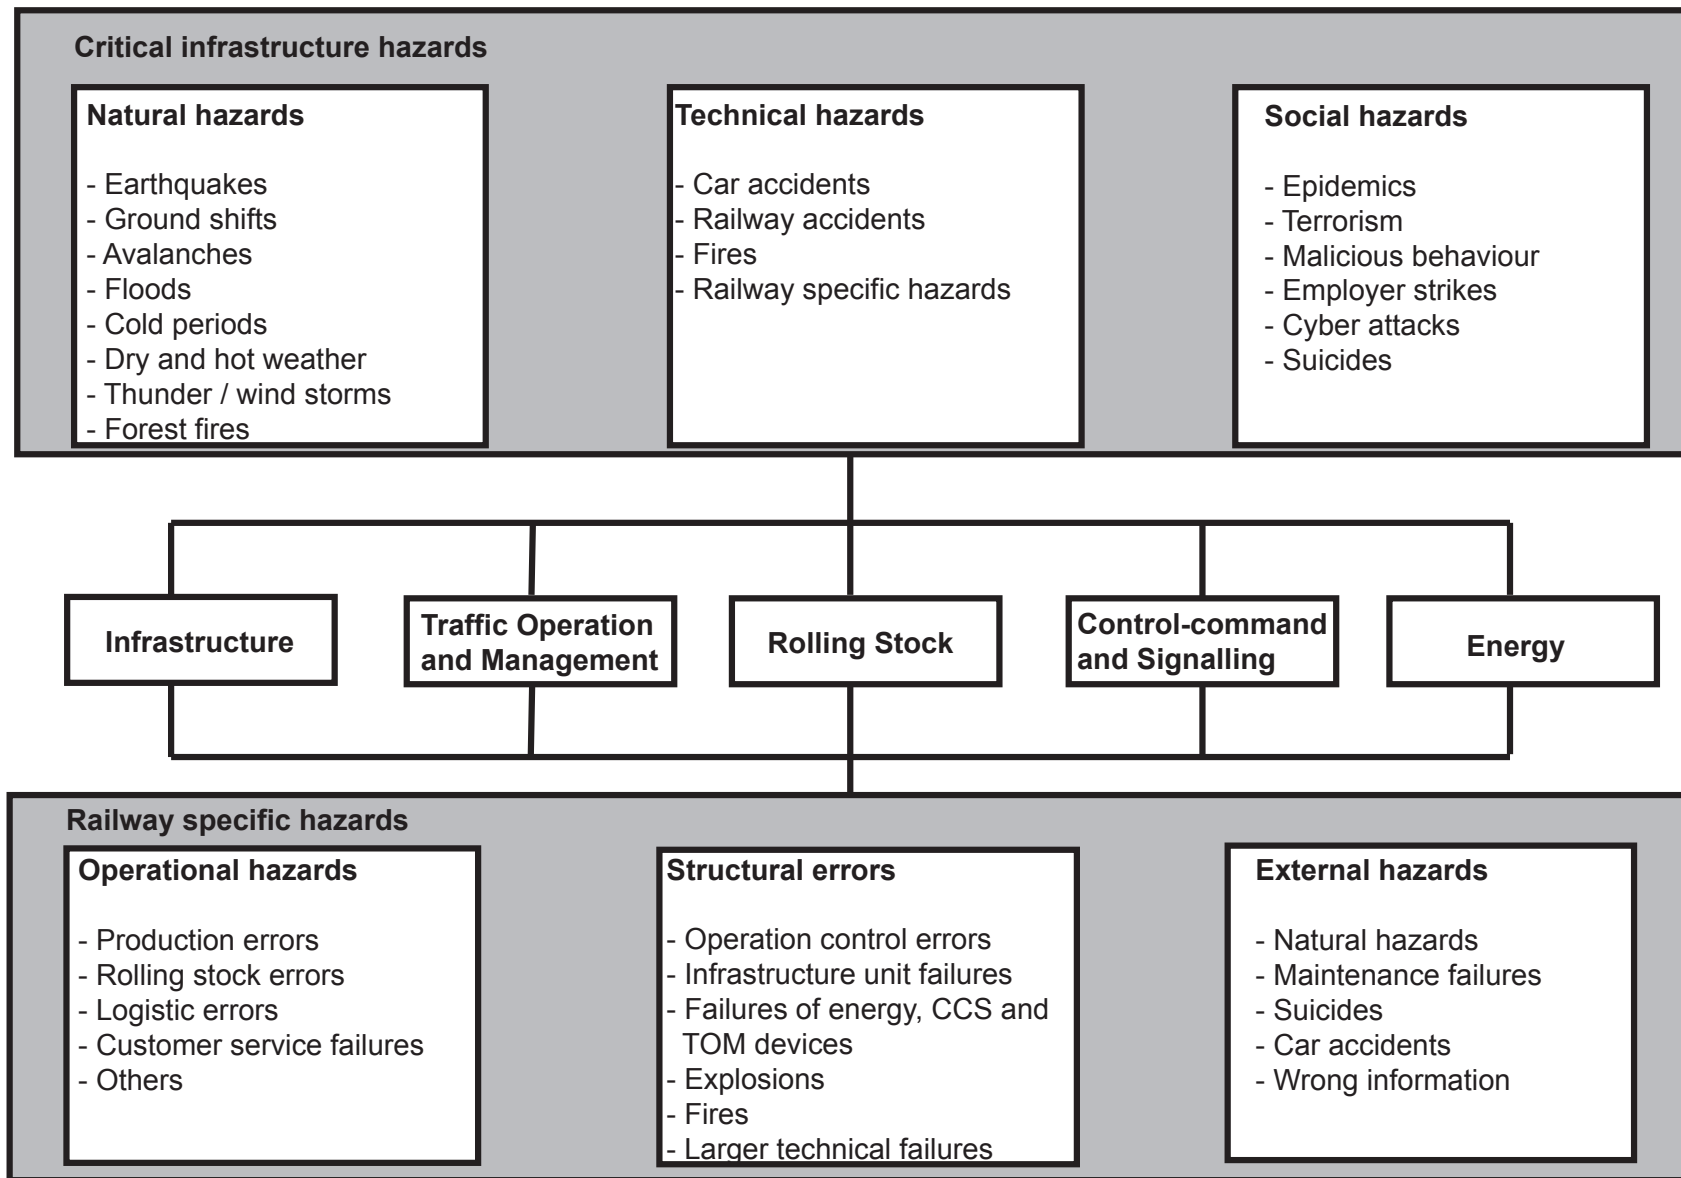 Critical infrastructure hazards
Natural hazards
- Earthquakes
- Ground shifts
- Avalanches
- Floods
- Cold periods
- Dry and hot weather
- Thunder / wind storms
- Forest fires
Technical hazards
- Car accidents
- Railway accidents
- Fires
- Railway specific hazards
Social hazards
- Epidemics
- Terrorism
- Malicious behaviour
- Employer strikes
- Cyber attacks
- Suicides
Infrastructure
Traffic Operation
and Management
Rolling Stock
Control-command
and Signalling
Energy
Railway specific hazards
Operational hazards
- Production errors
- Rolling stock errors
- Logistic errors
- Customer service failures
- Others
Structural errors
- Operation control errors
- Infrastructure unit failures
- Failures of energy, CCS and
TOM devices
- Explosions
- Fires
- Larger technical failures
External hazards
- Natural hazards
- Maintenance failures
- Suicides
- Car accidents
- Wrong information